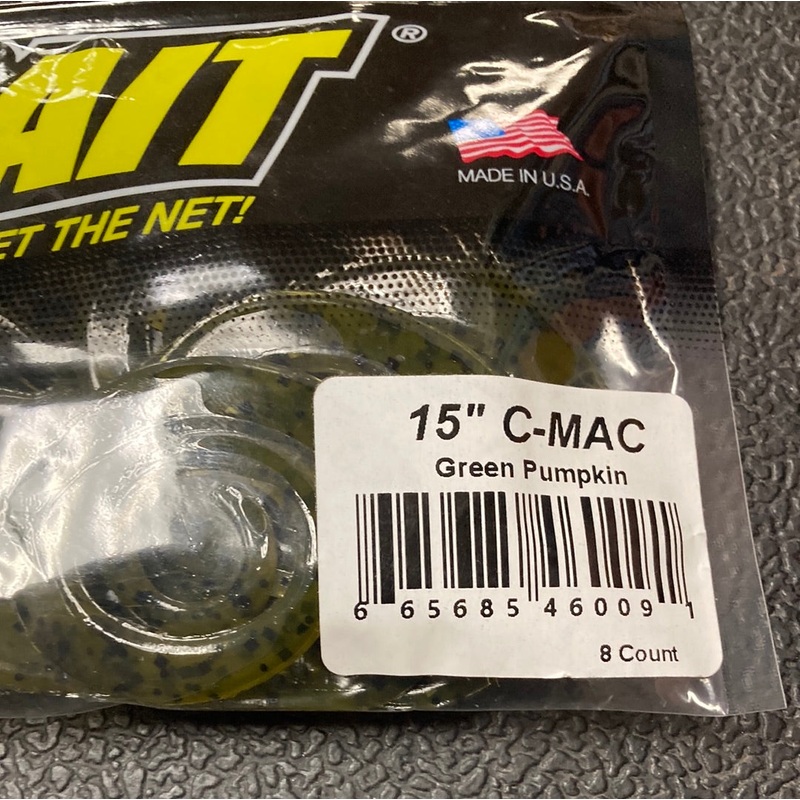 AIT®
MADE IN U.S.A.
ET THE NET!
15" C-MAC
Green Pumpkin
6 65685 46009 1
8 Count